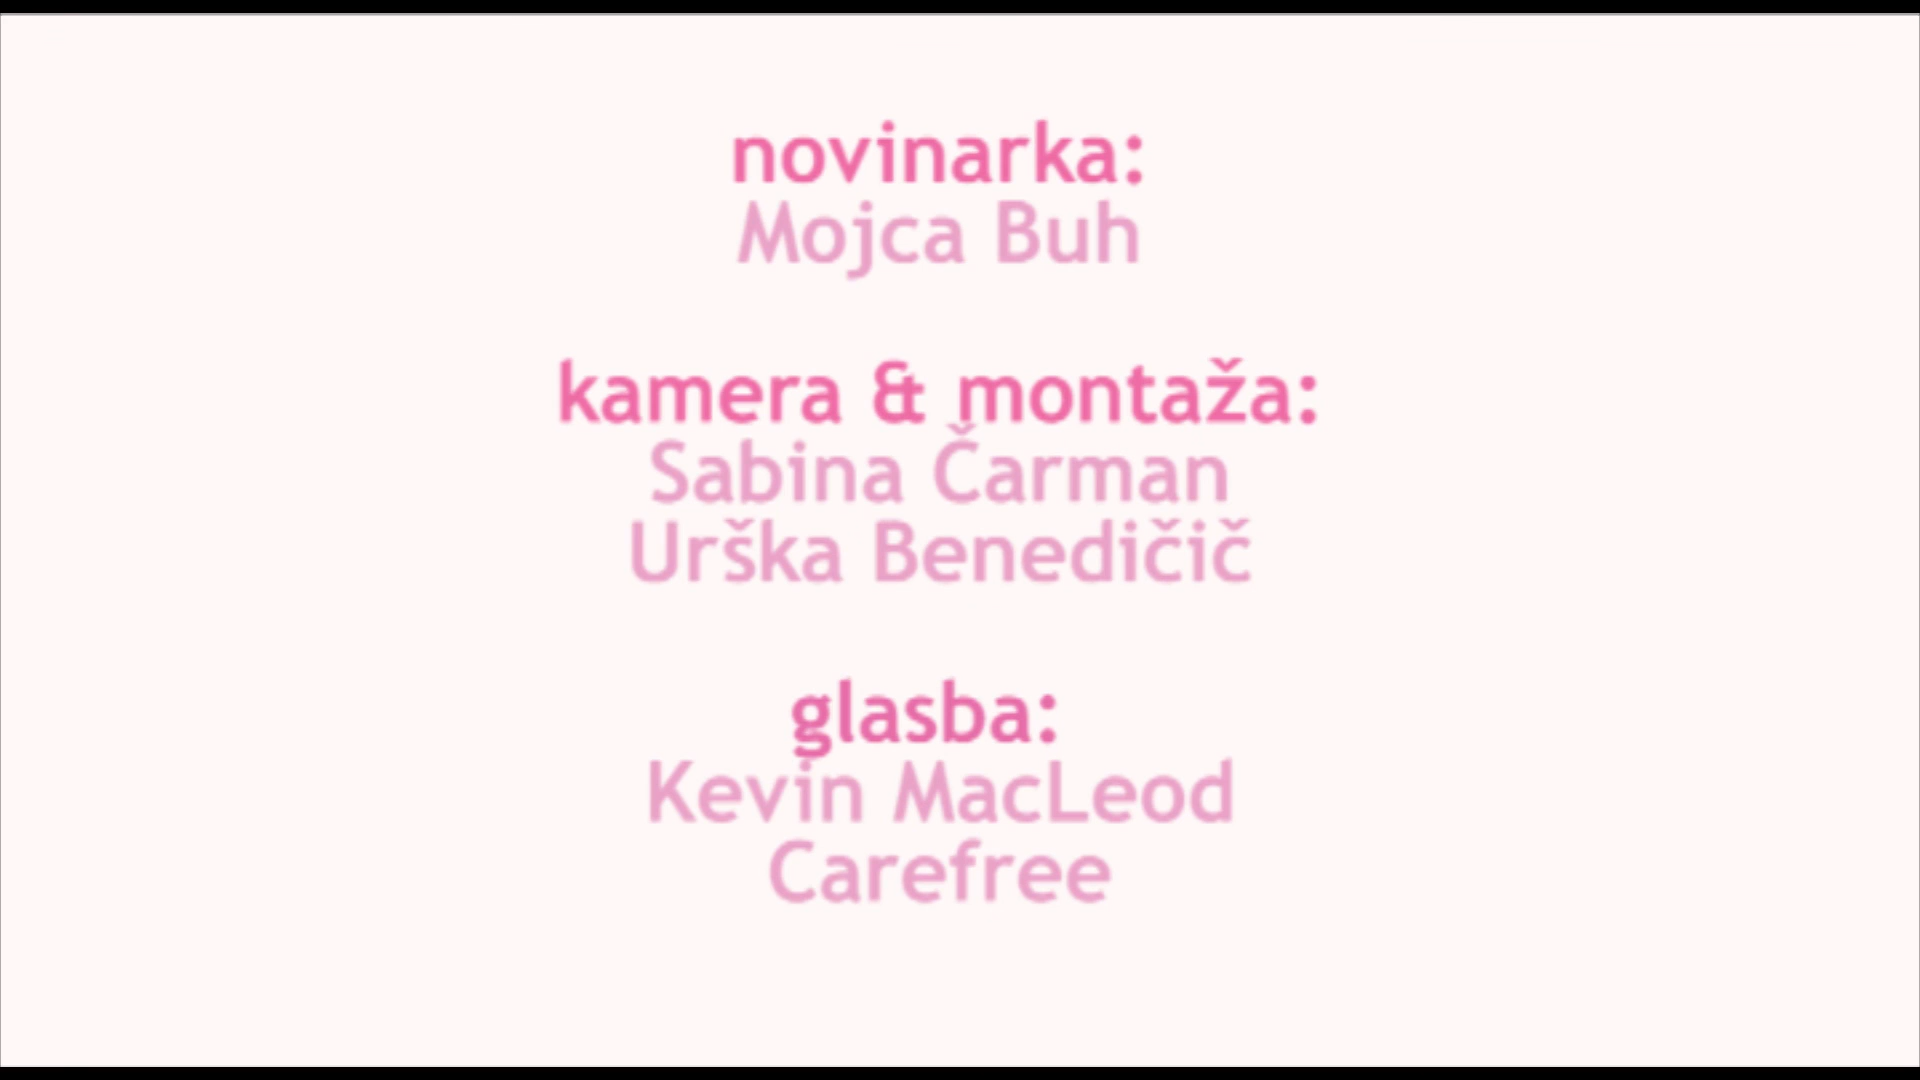 novinarka:
Mojca Buh
kamera & montaža:
Sabina Čarman
Urška Benedičič
glasba:
Kevin MacLeod
Carefree